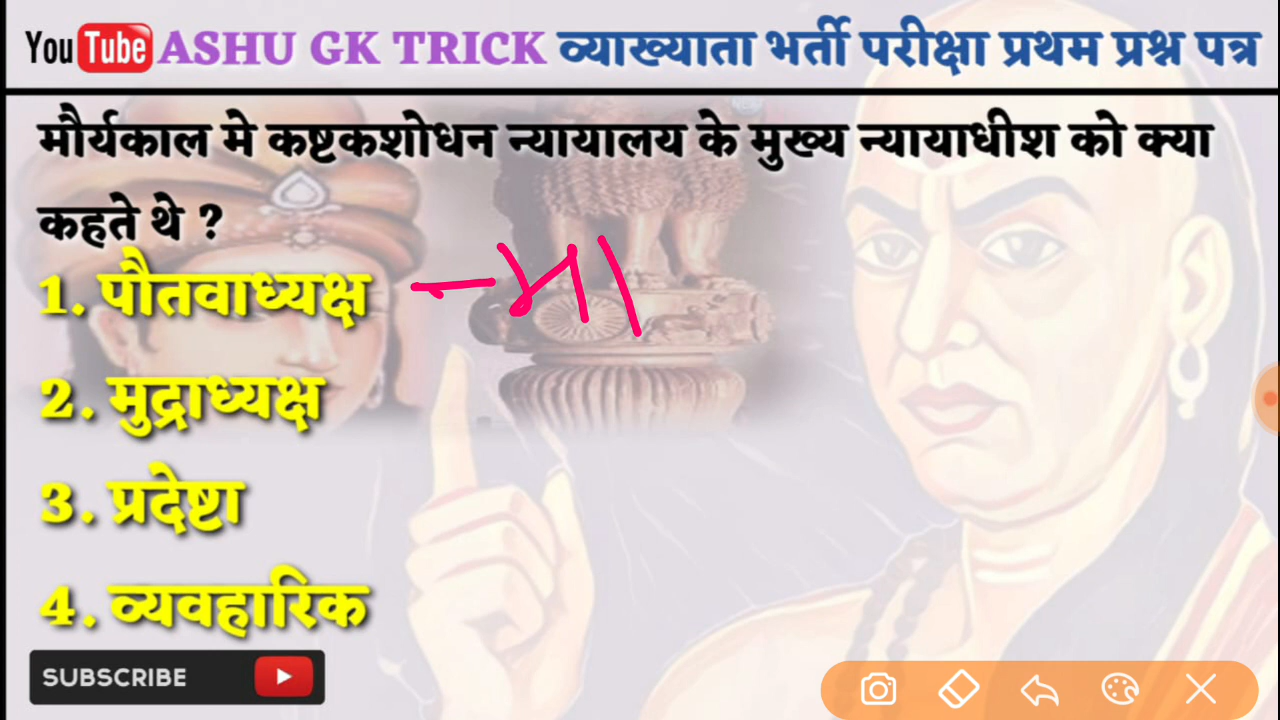 YouTube ASHU GK TRICK व्याख्याता भर्ती परीक्षा प्रथम प्रश्न पत्र
मौर्यकाल मे कष्टकशोधन न्यायालय के मुख्य न्यायाधीश को क्या
कहते थे ?
1. पौतवाध्यक्ष - मा
2. मुद्राध्यक्ष
3. प्रदेष्टा
4. व्यवहारिक
SUBSCRIBE